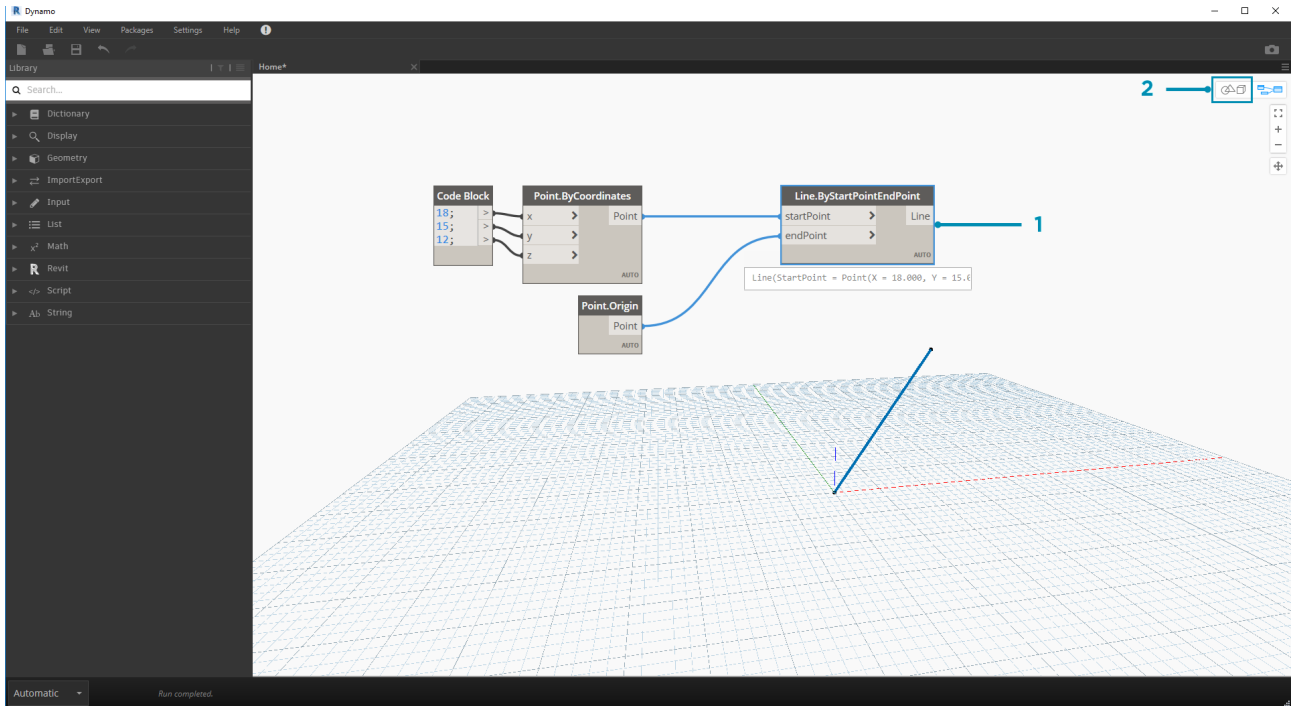 Dynamo
File Edit View Packages Settings Help
Library
Home*
Search...
Dictionary
Display
Geometry
ImportExport
Input
List
x² Math
R Revit
</> Script
Ab String
2
Code Block
18; >
15; >
12; >
Point.ByCoordinates
x > Point
y >
z >
AUTO
Line.ByStartPointEndPoint
startPoint > Line
endPoint >
AUTO
1
Line(StartPoint = Point(X = 18.000, Y = 15.
Point.Origin
Point
AUTO
Automatic
Run completed.